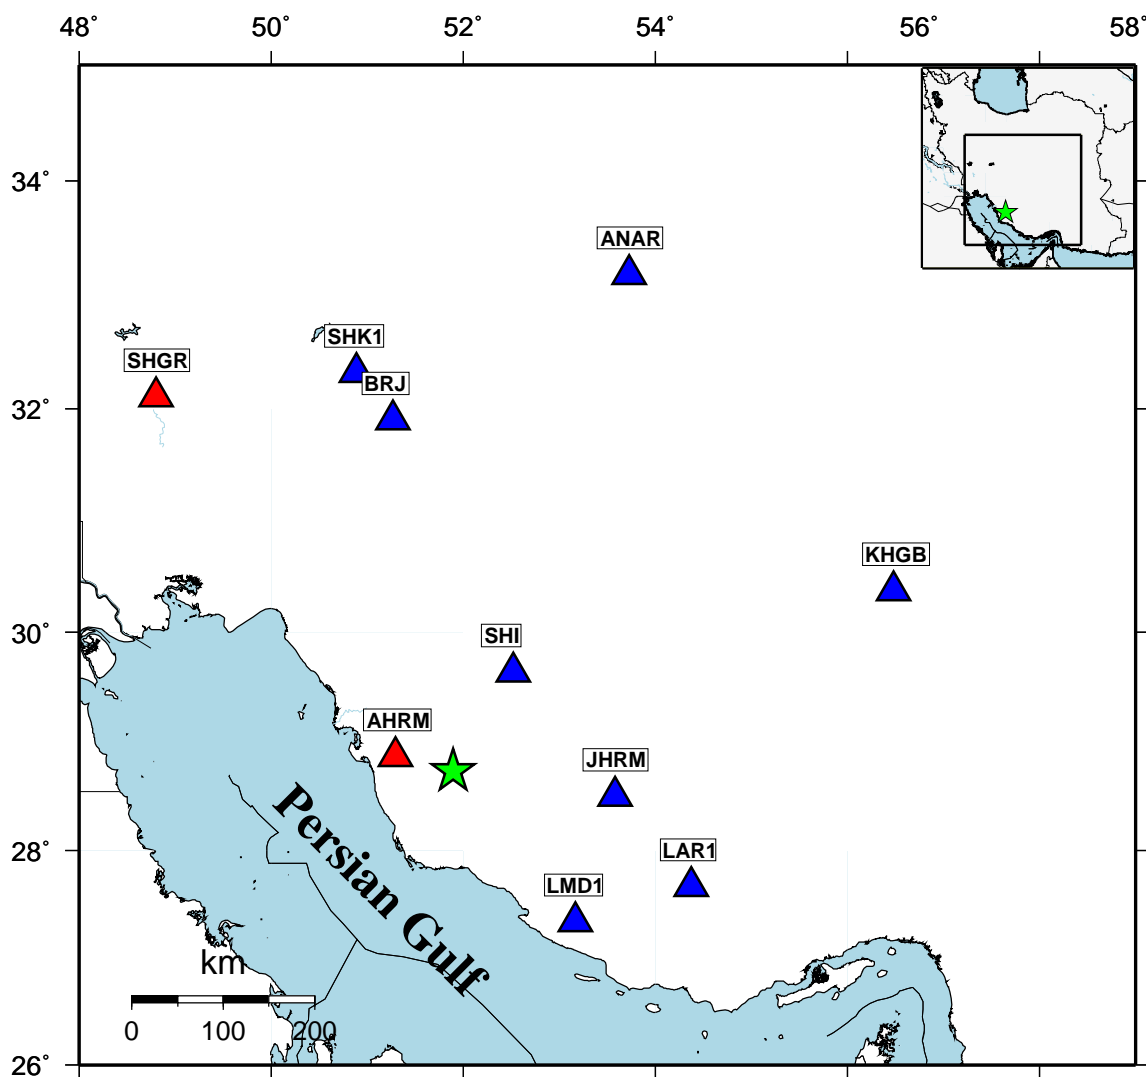 48˚ 50˚ 52˚ 54˚ 56˚ 58˚
34˚
ANAR
SHK1
SHGR
BRJ
32˚
KHGB
30˚
SHI
AHRM
JHRM
Persian Gulf
28˚
LAR1
LMD1
km
0 100 200
26˚